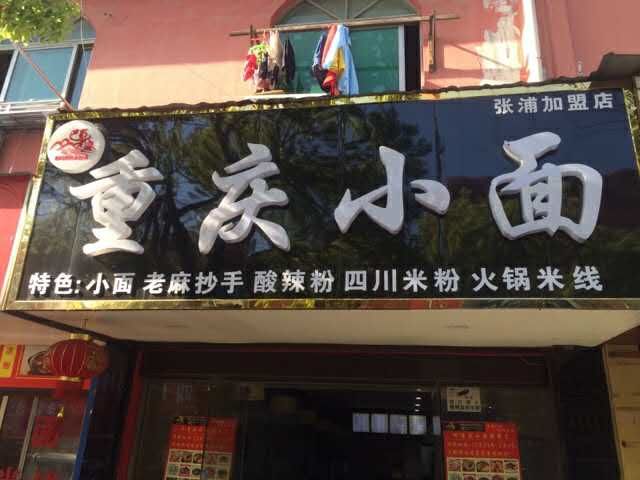 张浦加盟店
重庆小面
特色:小面 老麻抄手 酸辣粉 四川米粉 火锅米线